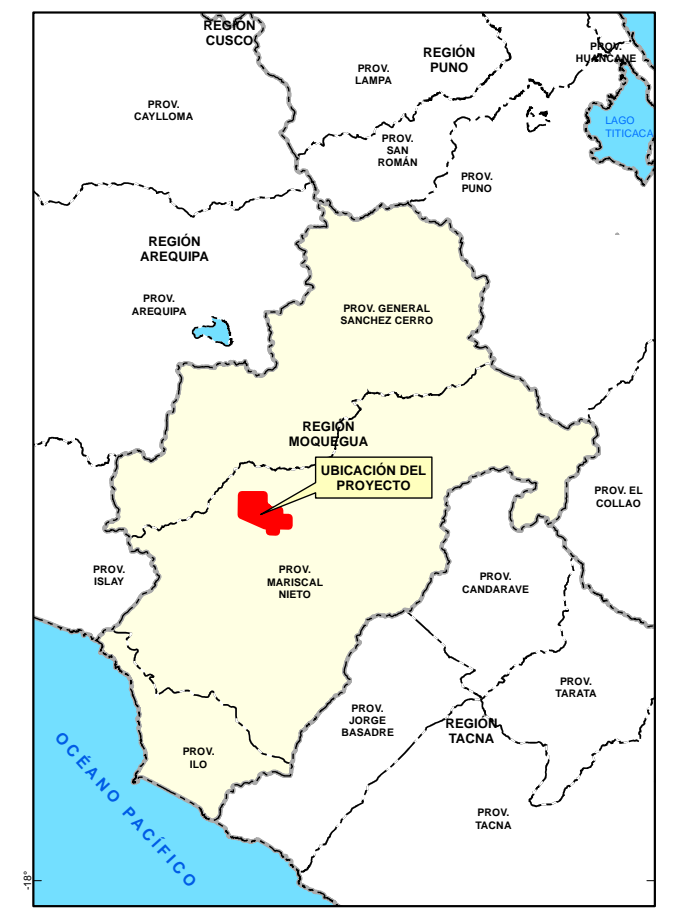 REGIÓN
CUSCO
REGIÓN
PUNO
PROV.
HUANCANE
PROV.
LAMPA
PROV.
CAYLLOMA
LAGO
TITICACA
PROV.
SAN
ROMÁN
PROV.
PUNO
REGIÓN
AREQUIPA
PROV.
AREQUIPA
PROV. GENERAL
SANCHEZ CERRO
REGIÓN
MOQUEGUA
UBICACIÓN DEL
PROYECTO
PROV. EL
COLLAO
PROV.
ISLAY
PROV.
MARISCAL
NIETO
PROV.
CANDARAVE
PROV.
TARATA
PROV.
JORGE
BASADRE
REGIÓN
TACNA
PROV.
ILO
OCÉANO PACÍFICO
PROV.
TACNA
-18°